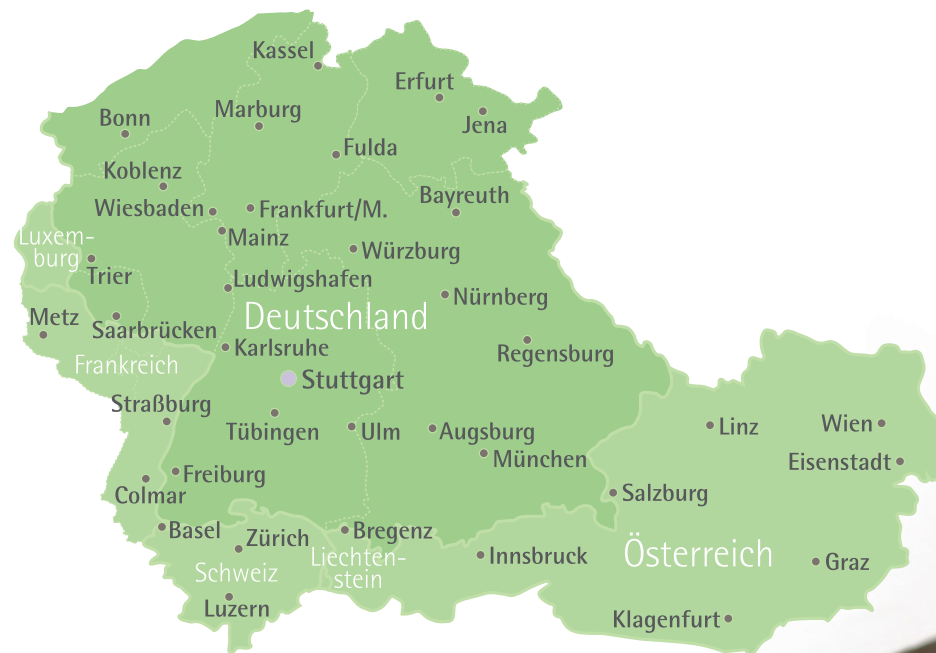 Kassel
Erfurt
Marburg
Bonn
Jena
Fulda
Koblenz
Bayreuth
Wiesbaden
Frankfurt/M.
Mainz
Luxem-
burg
Würzburg
Trier
Ludwigshafen
Nürnberg
Metz
Deutschland
Saarbrücken
Karlsruhe
Regensburg
Frankreich
Stuttgart
Straßburg
Tübingen
Ulm
Augsburg
Linz
Wien
München
Eisenstadt
Freiburg
Colmar
Salzburg
Basel
Zürich
Bregenz
Liechten-
stein
Innsbruck
Österreich
Graz
Schweiz
Luzern
Klagenfurt